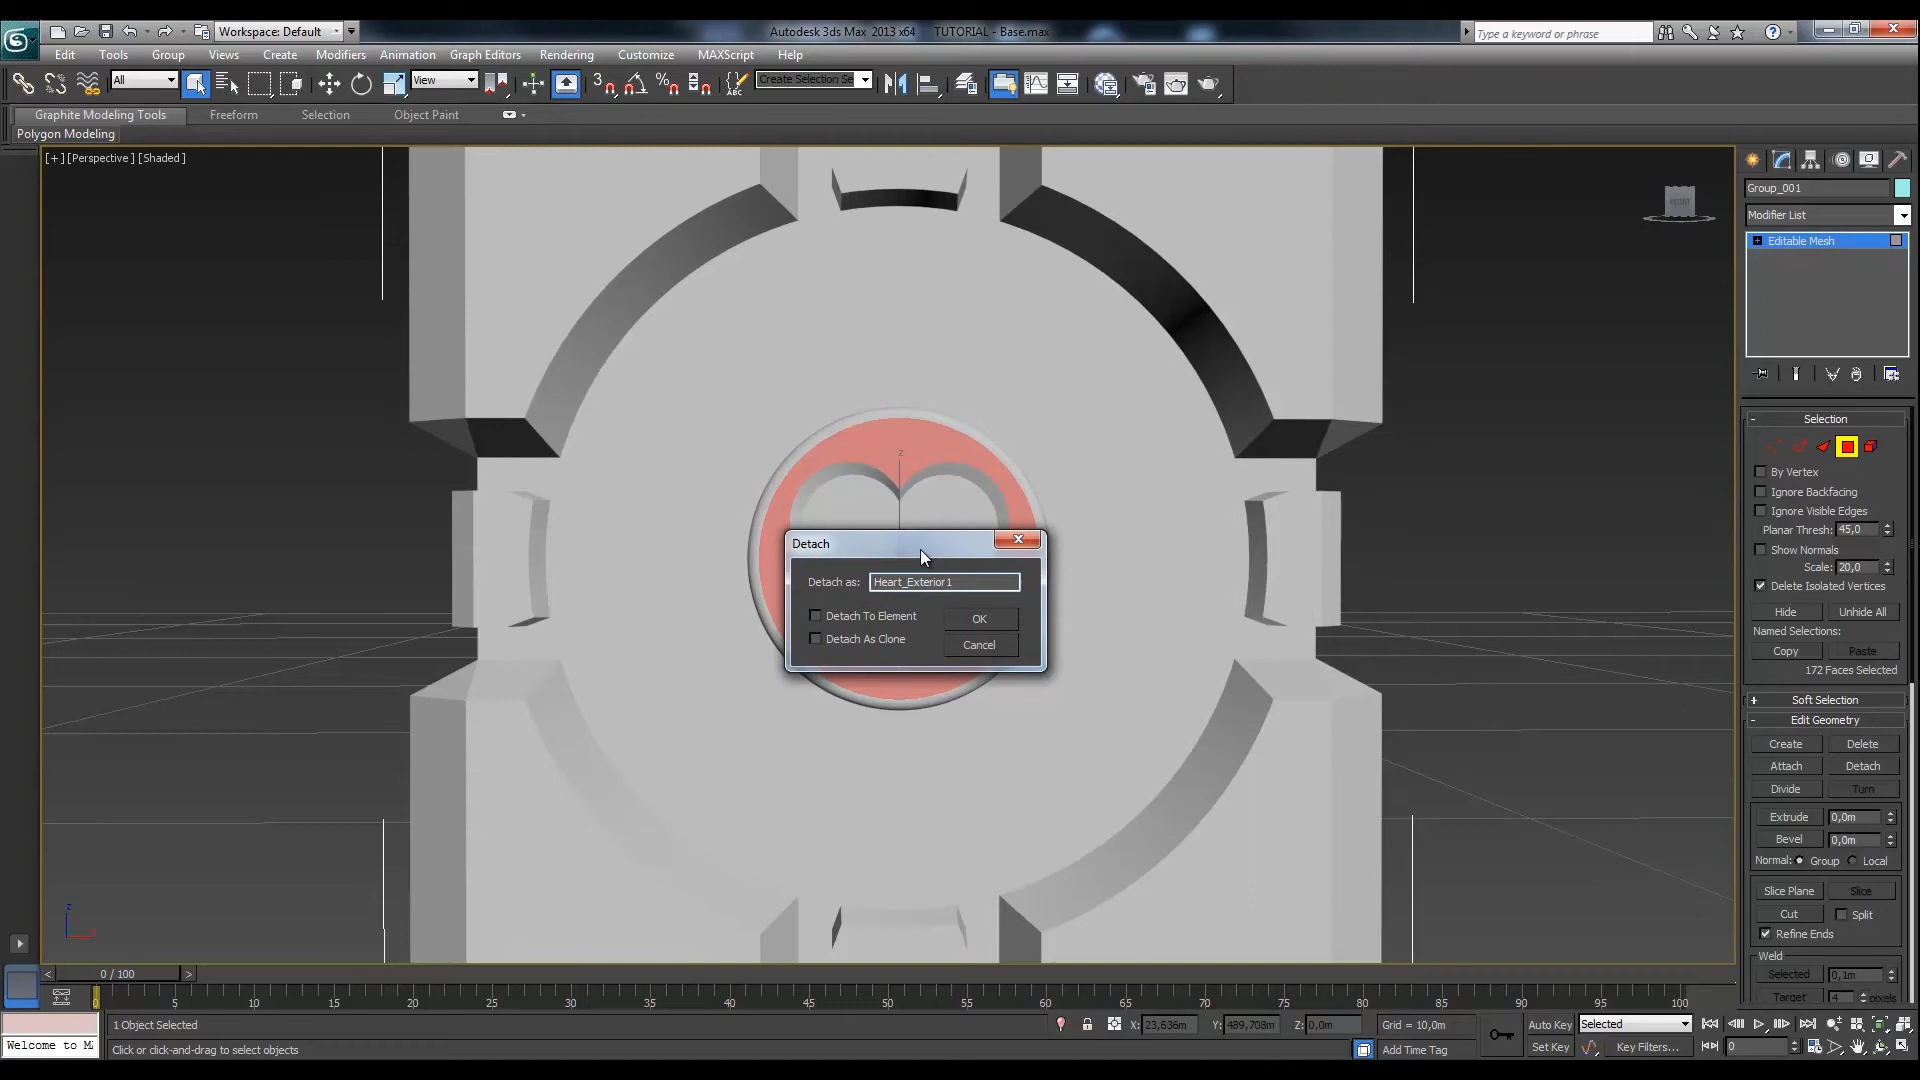 Workspace: Default
Autodesk 3ds Max 2013 x64 TUTORIAL - Base.max
Type a keyword or phrase
Edit Tools Group Views Create Modifiers Animation Graph Editors Rendering Customize MAXScript Help
All
View
3
%
ABC
Create Selection Se
Graphite Modeling Tools Freeform Selection Object Paint
Polygon Modeling
[+] [Perspective] [Shaded]
FRONT
Group_001
Modifier List
Editable Mesh
Selection
By Vertex
Ignore Backfacing
Ignore Visible Edges
Planar Thresh: 45,0
Show Normals
Scale: 20,0
Delete Isolated Vertices
Hide Unhide All
Named Selections:
Copy Paste
172 Faces Selected
Soft Selection
Edit Geometry
Create Delete
Attach Detach
Divide Turn
Extrude 0,0m
Bevel 0,0m
Normal: Group Local
Slice Plane Slice
Cut Split
Refine Ends
Weld
Selected 0,1m
Target 4 pixels
z
Detach
Detach as: Heart_Exterior1
Detach To Element OK
Detach As Clone Cancel
z
x
< 0 / 100 >
0 5 10 15 20 25 30 35 40 45 50 55 60 65 70 75 80 85 90 95 100
1 Object Selected
X: 23,636m Y: 489,708m Z: 0,0m
Grid = 10,0m
Auto Key Selected
Welcome to M
Click or click-and-drag to select objects
Add Time Tag
Set Key Key Filters... 0